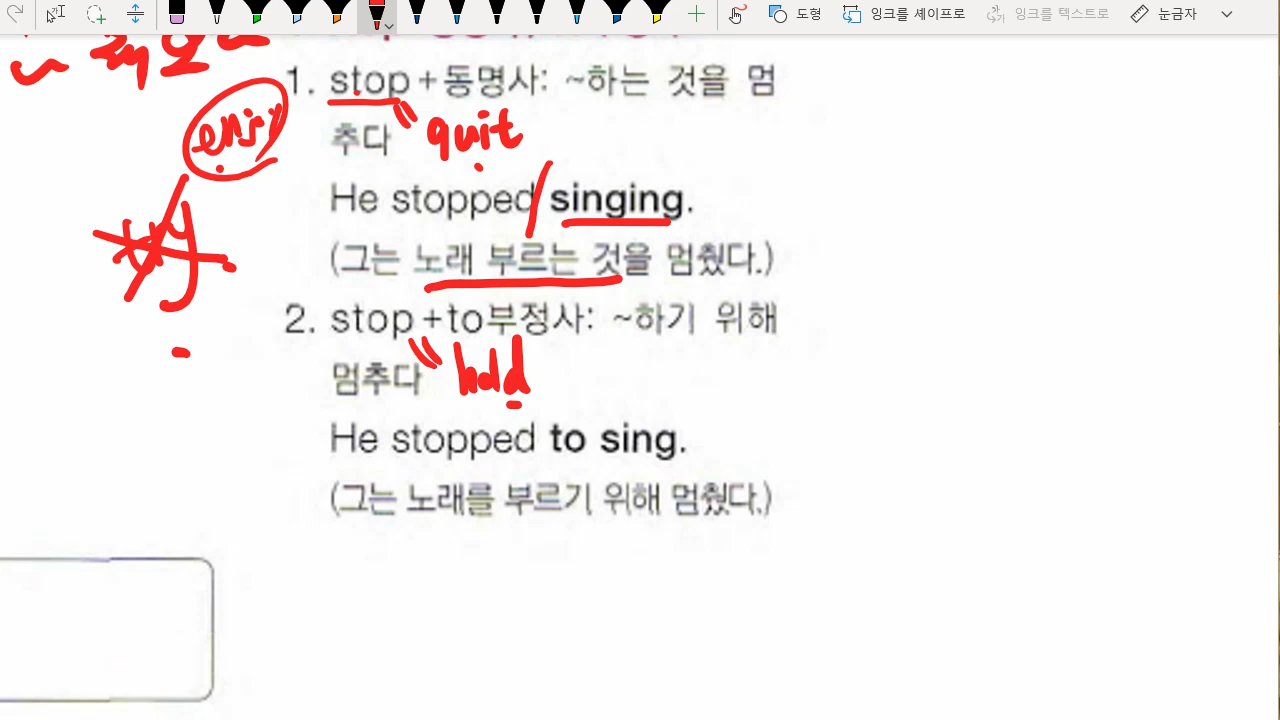 도형
잉크를 셰이프로
잉크를 텍스트로
눈금자
1. stop+동명사: ~하는 것을 멈
추다
quit
enjoy
He stopped singing.
(그는 노래 부르는 것을 멈췄다.)
2. stop+to부정사: ~하기 위해
멈추다
hold
He stopped to sing.
(그는 노래를 부르기 위해 멈췄다.)